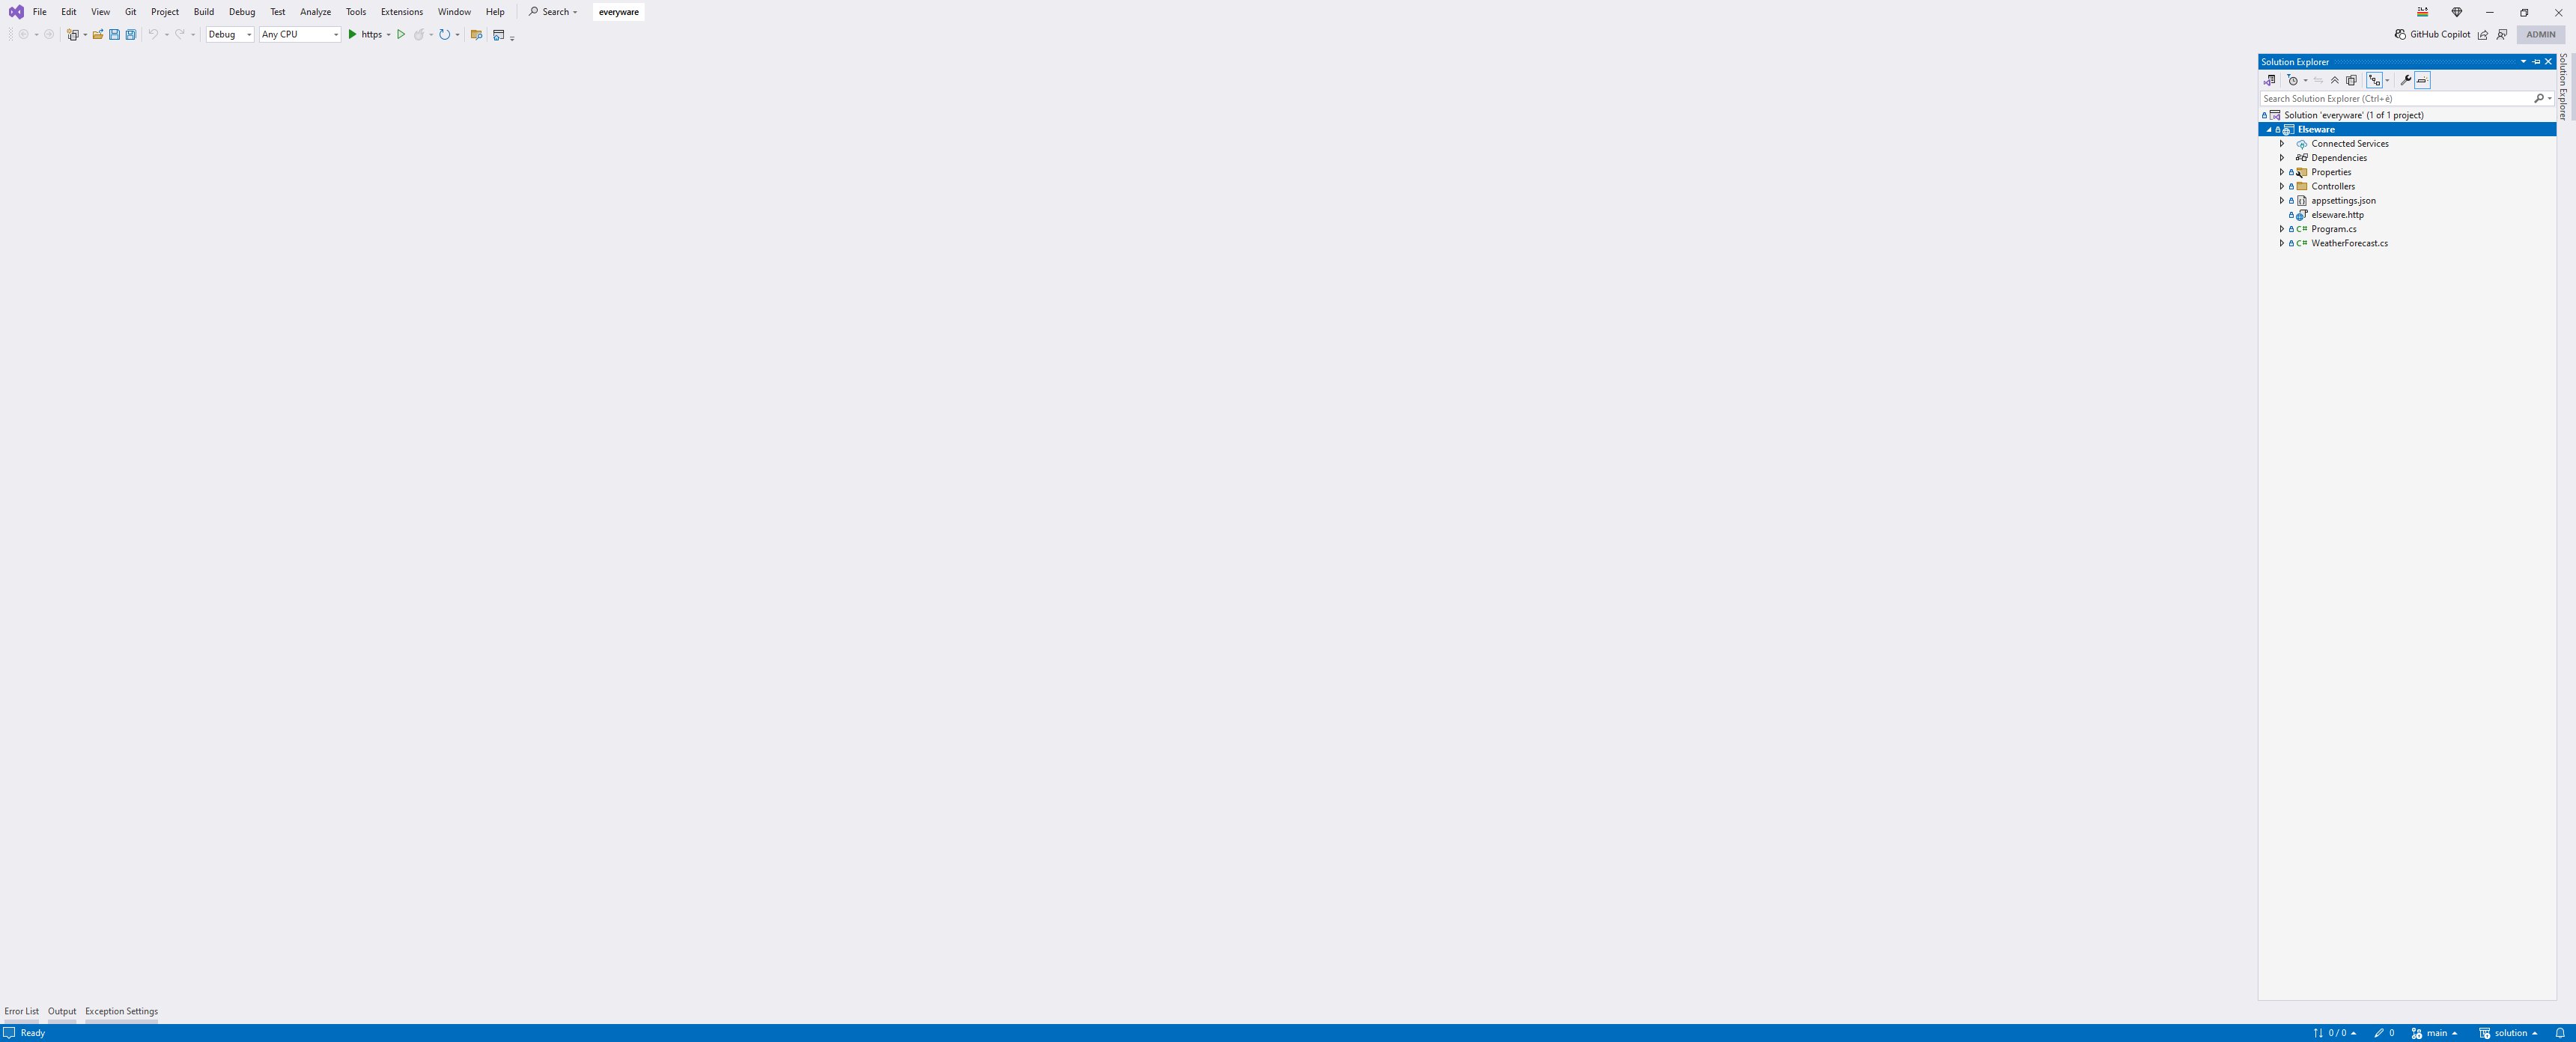 File Edit View Git Project Build Debug Test Analyze Tools Extensions Window Help Search everyware
Debug Any CPU https GitHub Copilot ADMIN
Solution Explorer
Solution Explorer
Search Solution Explorer (Ctrl+è)
Solution 'everyware' (1 of 1 project)
Elseware
Connected Services
Dependencies
Properties
Controllers
appsettings.json
elseware.http
C# Program.cs
C# WeatherForecast.cs
Error List Output Exception Settings
Ready 0 / 0 0 main solution